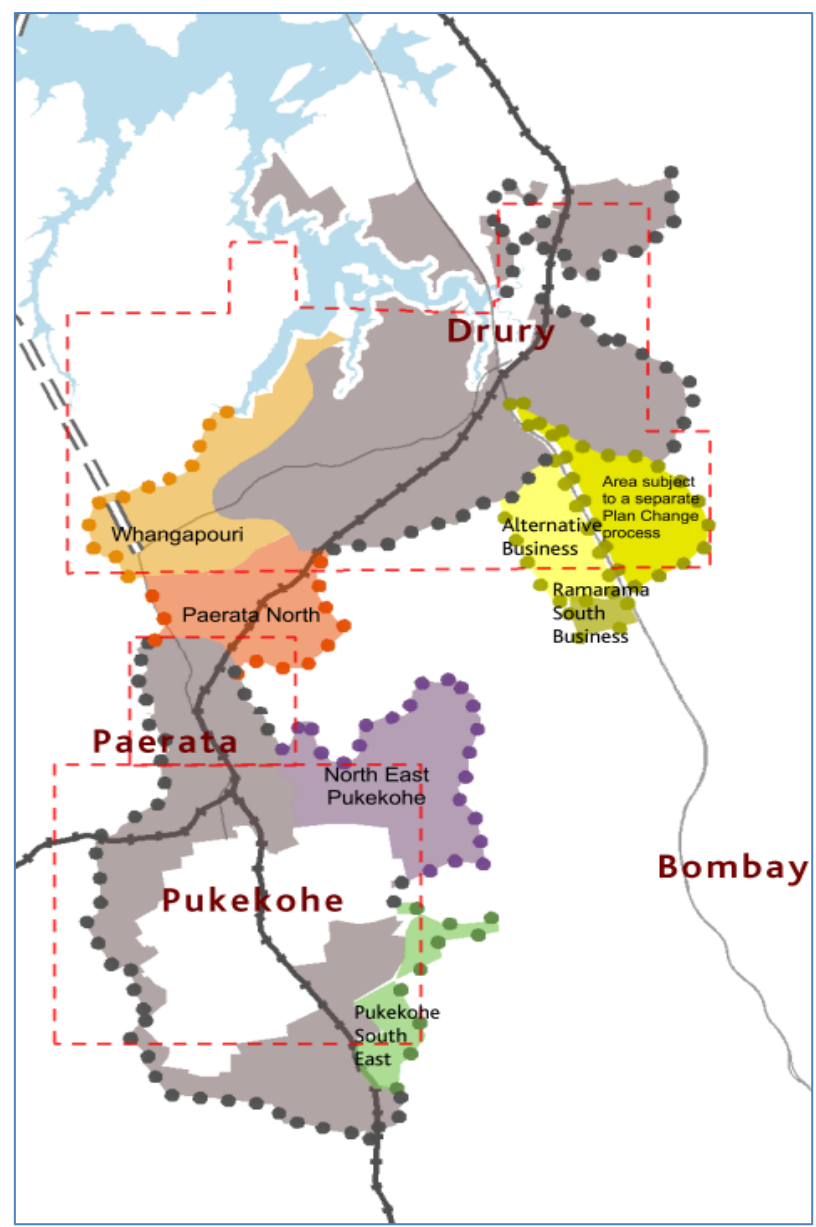 Drury
Area subject
to a separate
Plan Change
process
Alternative
Business
Whangapouri
Ramarama
South
Business
Paerata North
Paerata
North East
Pukekohe
Bombay
Pukekohe
Pukekohe
South
East